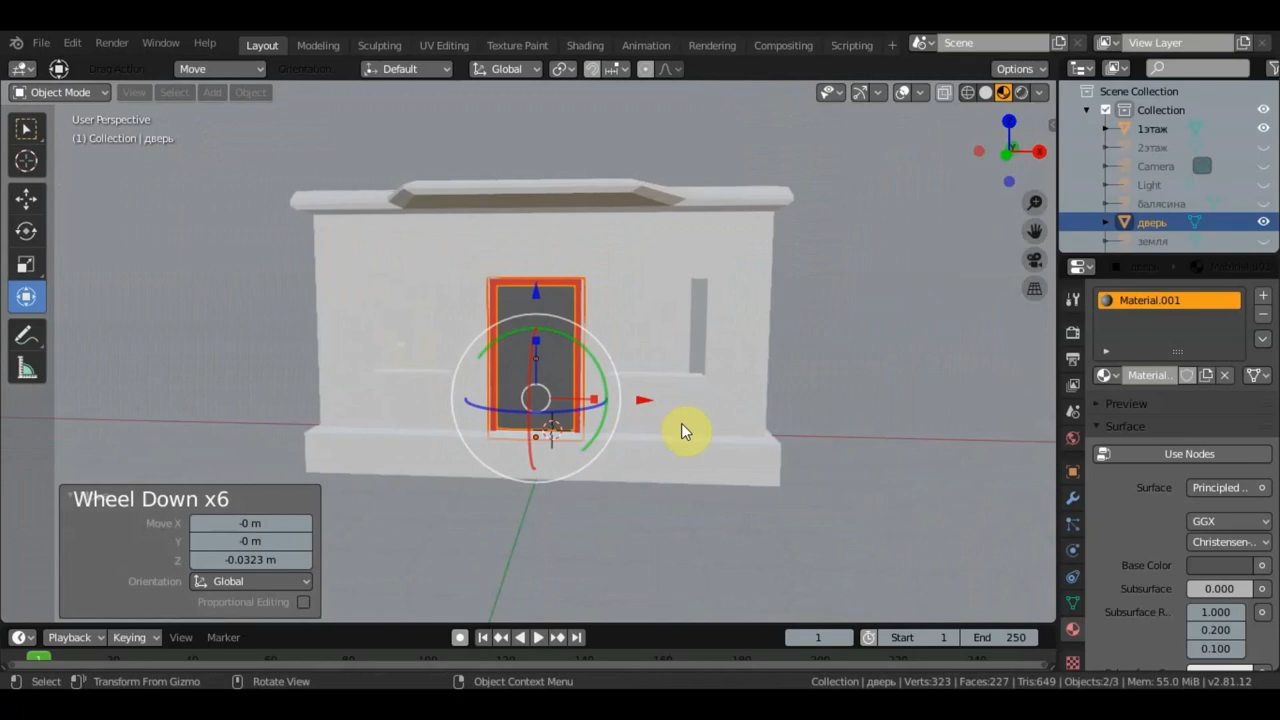 File Edit Render Window Help Layout Modeling Sculpting UV Editing Texture Paint Shading Animation Rendering Compositing Scripting + Scene View Layer
Drag Action Move Orientation Default Global Options
Object Mode View Select Add Object
User Perspective
(1) Collection | дверь
Scene Collection
Collection
1этаж
2этаж
Camera
Light
балясина
дверь
земля
Material.001
Material..
Preview
Surface
Use Nodes
Surface Principled ..
GGX
Christensen-..
Base Color
Subsurface 0.000
Subsurface R.. 1.000
0.200
0.100
Wheel Down x6
Move X -0 m
Y -0 m
Z -0.0323 m
Orientation Global
Proportional Editing
Playback Keying View Marker 1 Start 1 End 250
1
Select Transform From Gizmo Rotate View Object Context Menu Collection | дверь | Verts:323 | Faces:227 | Tris:649 | Objects:2/3 | Mem: 55.0 MiB | v2.81.12